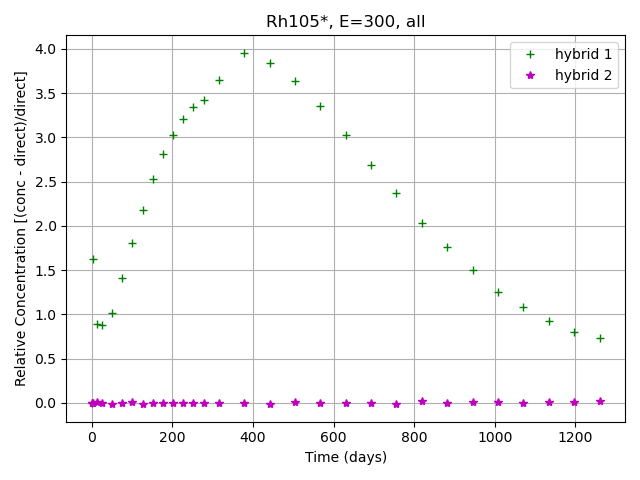 Rh105*, E=300, all
hybrid 1
hybrid 2
Relative Concentration [(conc - direct)/direct]
4.0
3.5
3.0
2.5
2.0
1.5
1.0
0.5
0.0
0 200 400 600 800 1000 1200
Time (days)